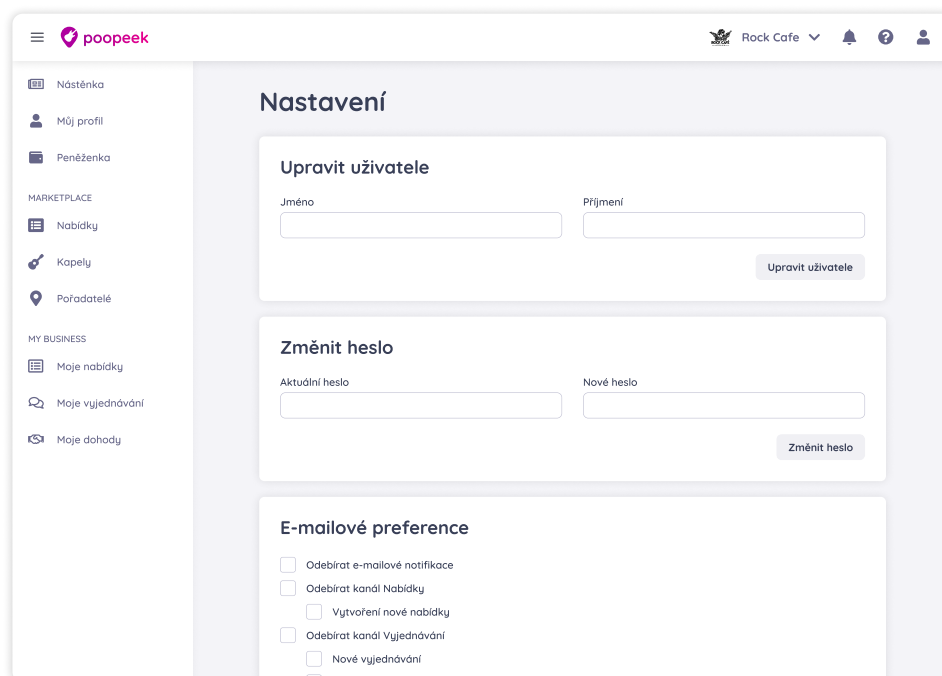 poopeek
ROCK CAFE
Rock Cafe
Nástěnka
Můj profil
Peněženka
MARKETPLACE
Nabídky
Kapely
Pořadatelé
MY BUSINESS
Moje nabídky
Moje vyjednávání
Moje dohody
Nastavení
Upravit uživatele
Jméno
Příjmení
Upravit uživatele
Změnit heslo
Aktuální heslo
Nové heslo
Změnit heslo
E-mailové preference
Odebírat e-mailové notifikace
Odebírat kanál Nabídky
Vytvoření nové nabídky
Odebírat kanál Vyjednávání
Nové vyjednávání